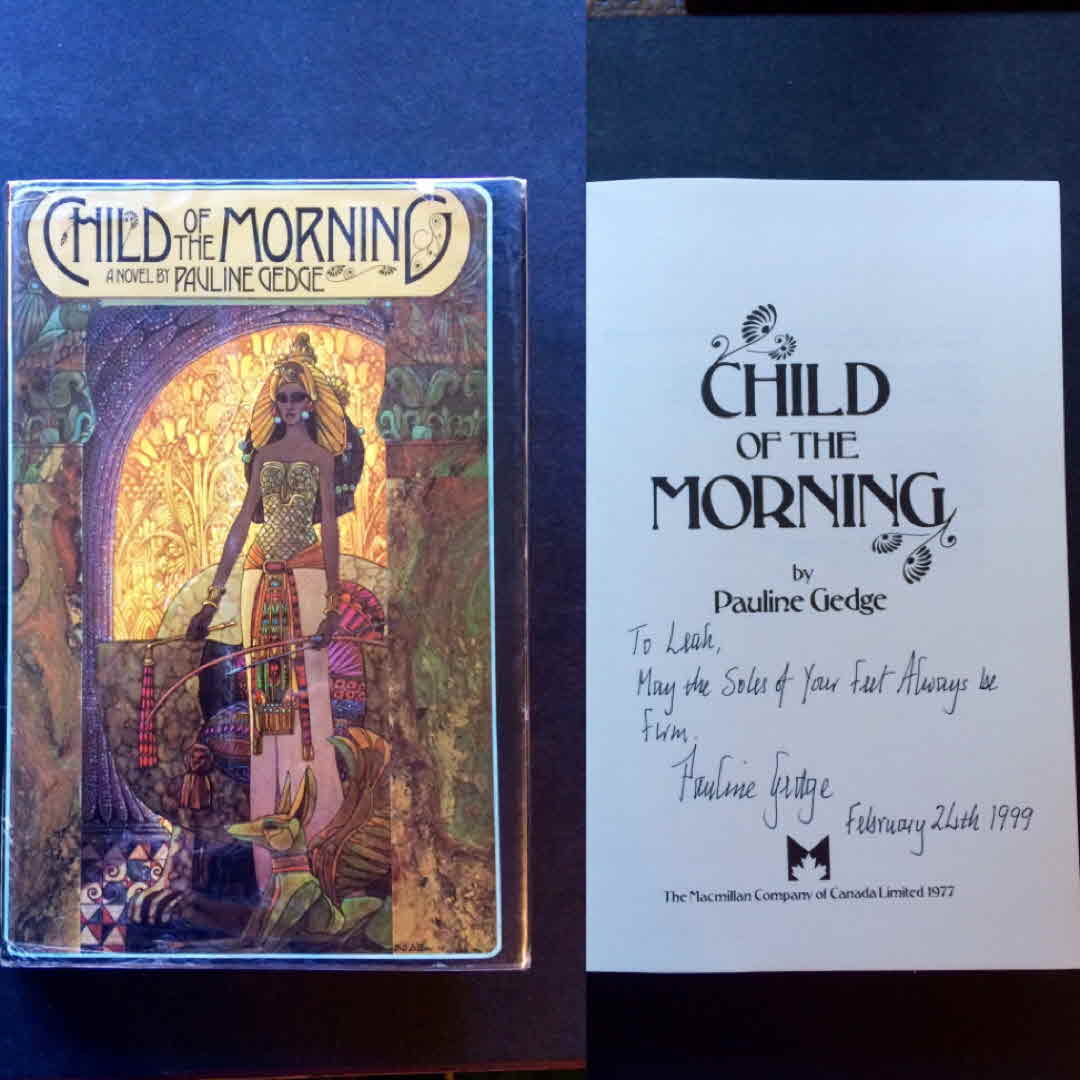 CHILD OF THE MORNING
A NOVEL BY PAULINE GEDGE
CHILD
OF THE
MORNING
by
Pauline Gedge
To Leah,
May the Soles of Your Feet Always be
Firm.
Pauline Gedge
February 24th 1999
The Macmillan Company of Canada Limited 1977